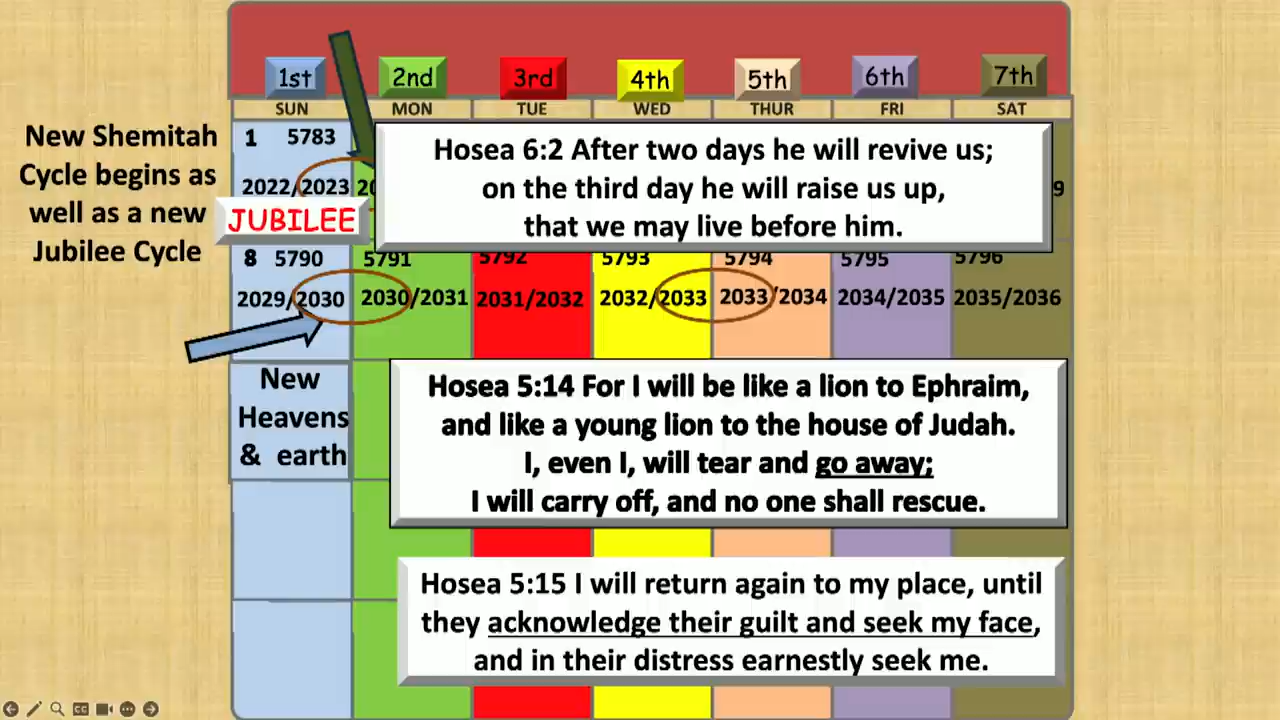 1st 2nd 3rd 4th 5th 6th 7th
SUN MON TUE WED THUR FRI SAT
New Shemitah
Cycle begins as
well as a new
Jubilee Cycle
1 5783
2022/2023
JUBILEE
Hosea 6:2 After two days he will revive us;
on the third day he will raise us up,
that we may live before him.
8 5790 5791 5792 5793 5794 5795 5796
2029/2030 2030/2031 2031/2032 2032/2033 2033/2034 2034/2035 2035/2036
New
Heavens
& earth
Hosea 5:14 For I will be like a lion to Ephraim,
and like a young lion to the house of Judah.
I, even I, will tear and go away;
I will carry off, and no one shall rescue.
Hosea 5:15 I will return again to my place, until
they acknowledge their guilt and seek my face,
and in their distress earnestly seek me.